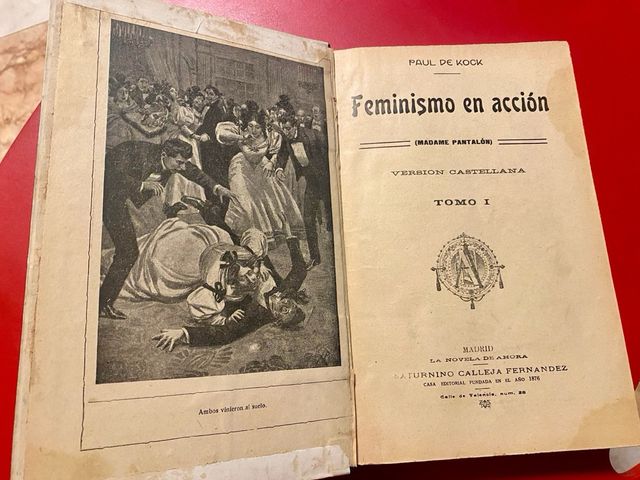 Ambos vinieron al suelo.
PAUL DE KOCK
Feminismo en acción
(MADAME PANTALÓN)
VERSION CASTELLANA
TOMO I
MADRID
LA NOVELA DE AHORA
SATURNINO CALLEJA FERNANDEZ
CASA EDITORIAL FUNDADA EN EL AÑO 1876
Calle de Valencia, num. 28